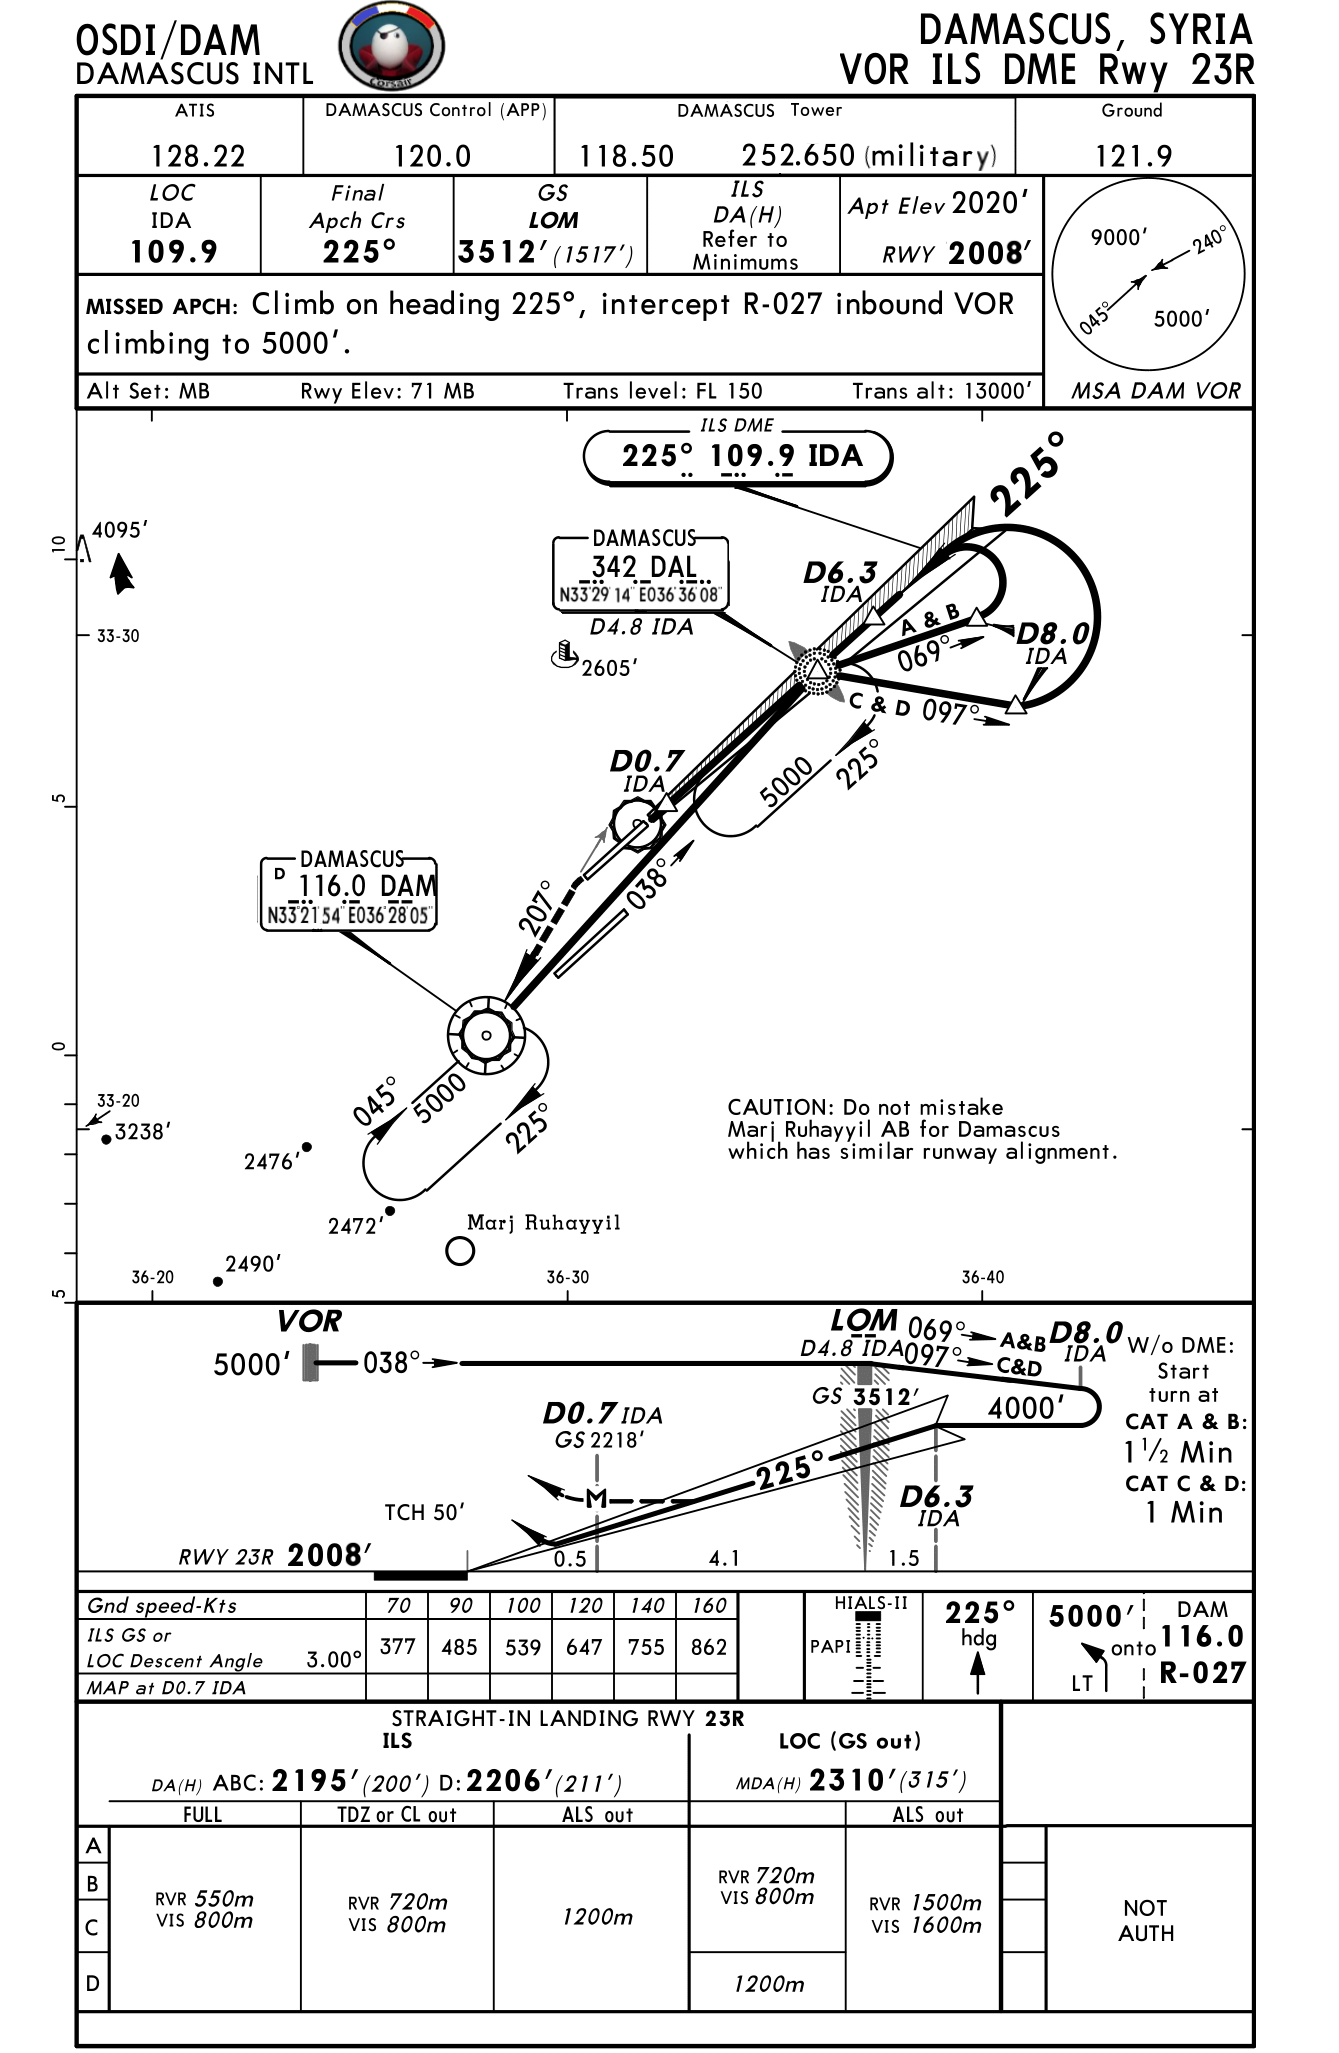 OSDI/DAM
DAMASCUS INTL
Corsair
DAMASCUS, SYRIA
VOR ILS DME Rwy 23R
ATIS
128.22
DAMASCUS Control (APP)
120.0
DAMASCUS Tower
118.50 252.650 (military)
Ground
121.9
LOC
IDA
109.9
Final
Apch Crs
225°
GS
LOM
3512' (1517')
ILS
DA(H)
Refer to
Minimums
Apt Elev 2020'
RWY 2008'
9000'
240°
045°
5000'
MSA DAM VOR
MISSED APCH: Climb on heading 225°, intercept R-027 inbound VOR
climbing to 5000'.
Alt Set: MB Rwy Elev: 71 MB Trans level: FL 150 Trans alt: 13000'
ILS DME
225° 109.9 IDA
225°
DAMASCUS
342 DAL
N33°29'14" E036°36'08"
D4.8 IDA
4095'
10
33-30
2605'
D6.3
IDA
A & B
069°
D8.0
IDA
C & D 097°
D0.7
IDA
5000
225°
5
DAMASCUS
D 116.0 DAM
N33°21'54" E036°28'05"
207°
038°
0
045°
5000
225°
33-20
3238'
2476'
2472'
2490'
Marj Ruhayyil
CAUTION: Do not mistake
Marj Ruhayyil AB for Damascus
which has similar runway alignment.
5
36-20
36-30
36-40
VOR
5000'
038°
LOM
D4.8 IDA
069° A&B
097° C&D
D8.0
IDA
GS 3512'
4000'
D0.7 IDA
GS 2218'
M
225°
D6.3
IDA
TCH 50'
RWY 23R 2008'
0.5
4.1
1.5
W/o DME:
Start
turn at
CAT A & B:
1 1/2 Min
CAT C & D:
1 Min
Gnd speed-Kts 70 90 100 120 140 160
ILS GS or
LOC Descent Angle 3.00° 377 485 539 647 755 862
MAP at D0.7 IDA
HIALS-II
PAPI
225°
hdg
5000'
LT
onto
DAM
116.0
R-027
STRAIGHT-IN LANDING RWY 23R
ILS
DA(H) ABC: 2195' (200') D: 2206' (211')
LOC (GS out)
MDA(H) 2310' (315')
FULL
TDZ or CL out
ALS out
ALS out
A
B
C
D
RVR 550m
VIS 800m
RVR 720m
VIS 800m
1200m
RVR 720m
VIS 800m
1200m
RVR 1500m
VIS 1600m
NOT
AUTH